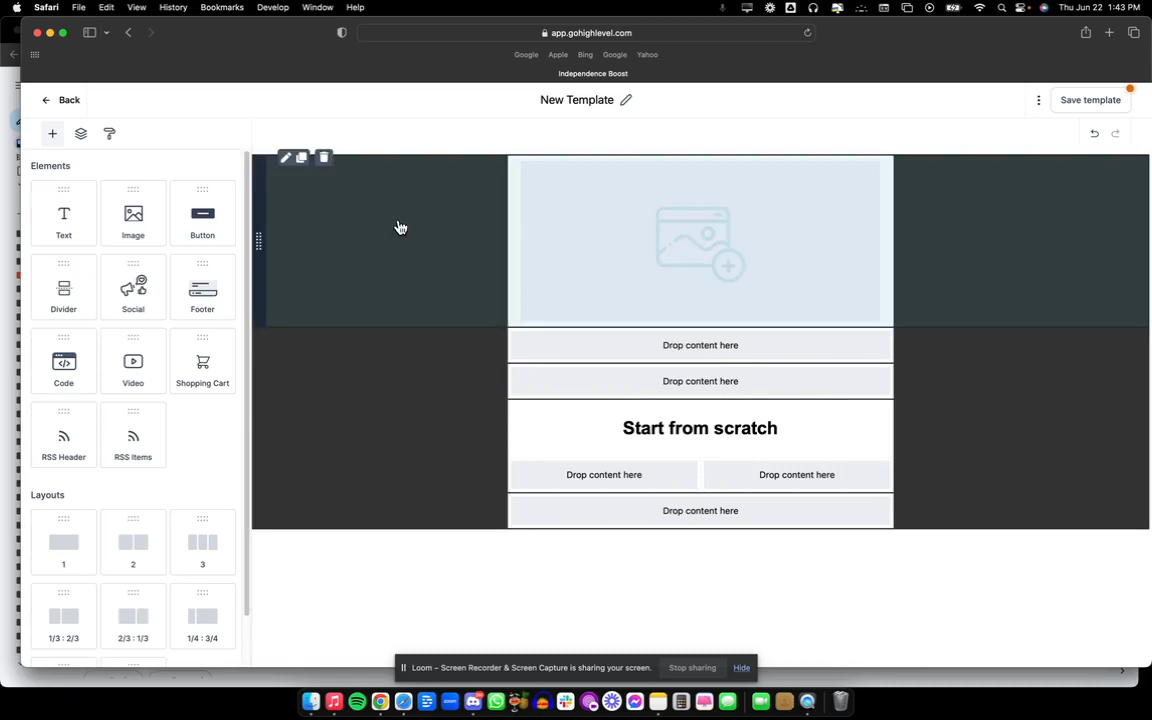 Safari File Edit View History Bookmarks Develop Window Help Thu Jun 22 1:43 PM
app.gohighlevel.com
Google Apple Bing Google Yahoo
Independence Boost
Back New Template Save template
Elements
Text Image Button
Divider Social Footer
Code Video Shopping Cart
RSS Header RSS Items
Layouts
1 2 3
1/3 : 2/3 2/3 : 1/3 1/4 : 3/4
Drop content here
Drop content here
Start from scratch
Drop content here Drop content here
Drop content here
Loom – Screen Recorder & Screen Capture is sharing your screen. Stop sharing Hide